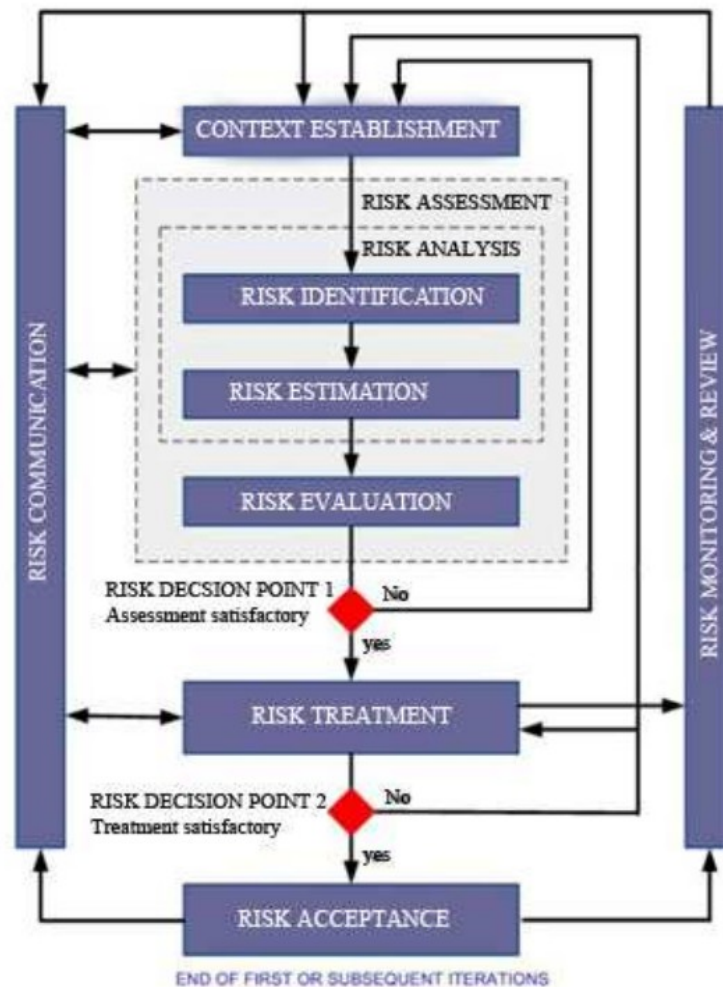 CONTEXT ESTABLISHMENT
RISK ASSESSMENT
RISK ANALYSIS
RISK IDENTIFICATION
RISK ESTIMATION
RISK EVALUATION
RISK DECSION POINT 1
Assessment satisfactory
No
yes
RISK TREATMENT
RISK DECISION POINT 2
Treatment satisfactory
No
yes
RISK ACCEPTANCE
END OF FIRST OR SUBSEQUENT ITERATIONS
RISK COMMUNICATION
RISK MONITORING & REVIEW